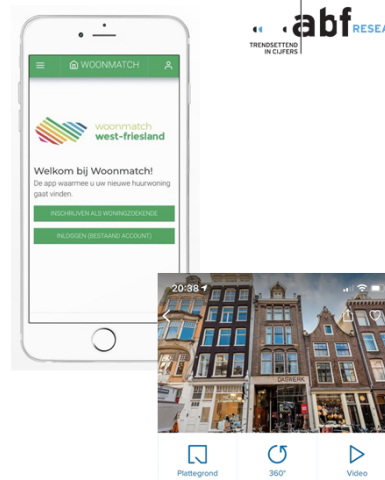 abf RESEA
TRENDSETTEND
IN CIJFERS
WOONMATCH
woonmatch
west-friesland
Welkom bij Woonmatch!
De app waarmee u uw nieuwe huurwoning
gaat vinden.
INSCHRIJVEN ALS WONINGZOEKENDE
INLOGGEN (BESTAAND ACCOUNT)
20:38
DASWERK
Plattegrond
360°
Video